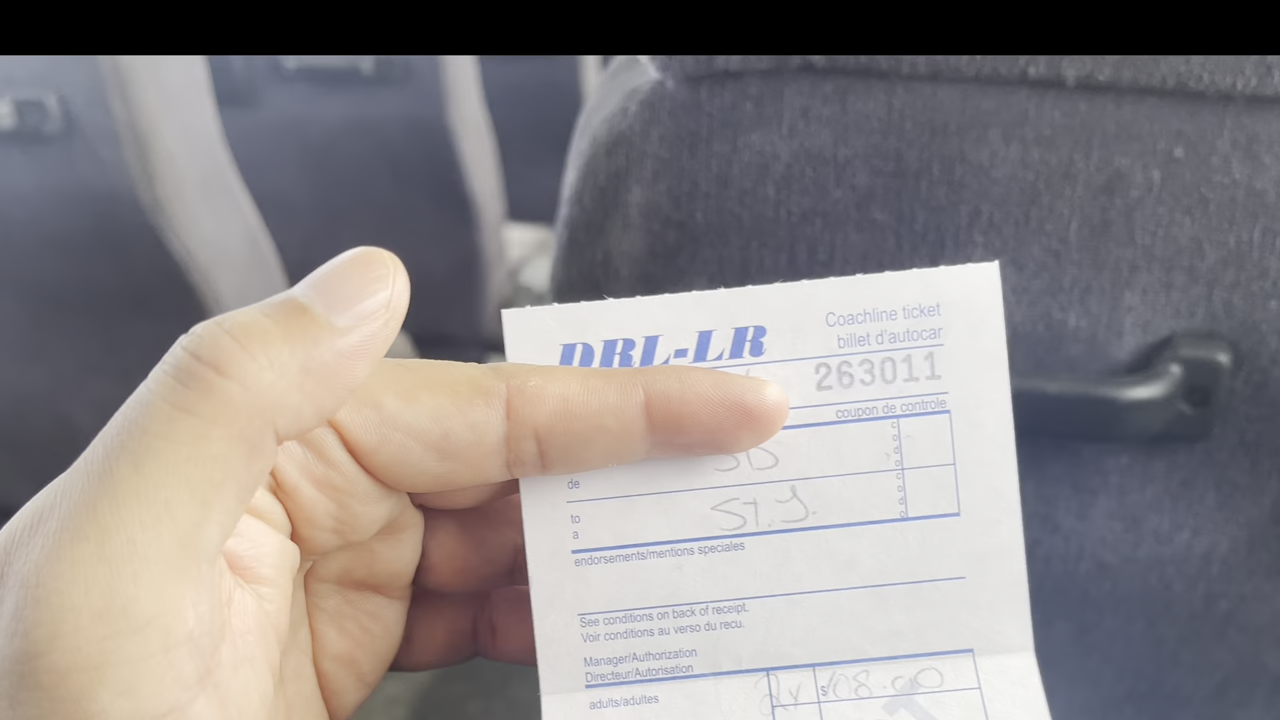 DRL-LR
Coachline ticket
billet d'autocar
263011
coupon de controle
de
to
a
ST. J.
endorsements/mentions speciales
See conditions on back of receipt.
Voir conditions au verso du recu.
Manager/Authorization
Directeur/Autorisation
adults/adultes
2x $108.00